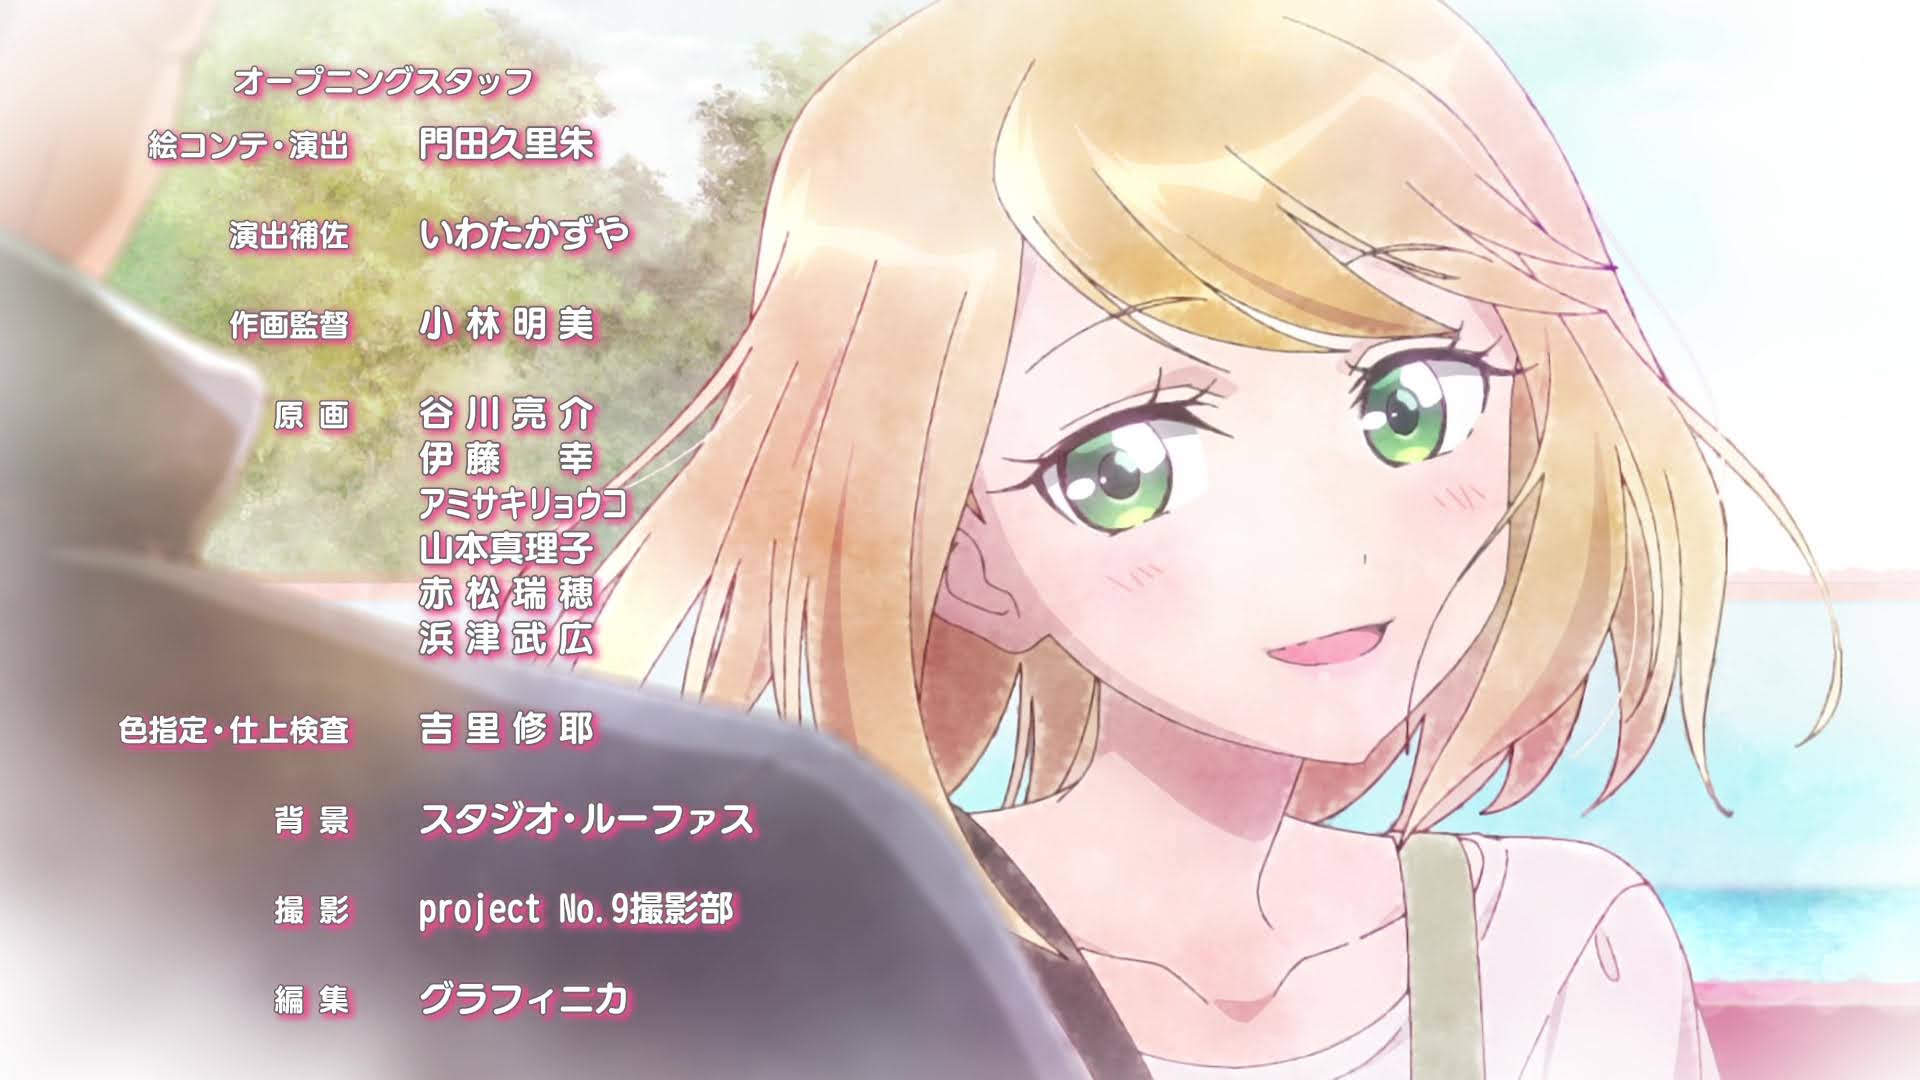 オープニングスタッフ
絵コンテ・演出 門田久里朱
演出補佐 いわたかずや
作画監督 小林明美
原画 谷川亮介
伊藤 幸
アミサキリョウコ
山本真理子
赤松瑞穂
浜津武広
色指定・仕上検査 吉里修耶
背景 スタジオ・ルーファス
撮影 project No.9撮影部
編集 グラフィニカ